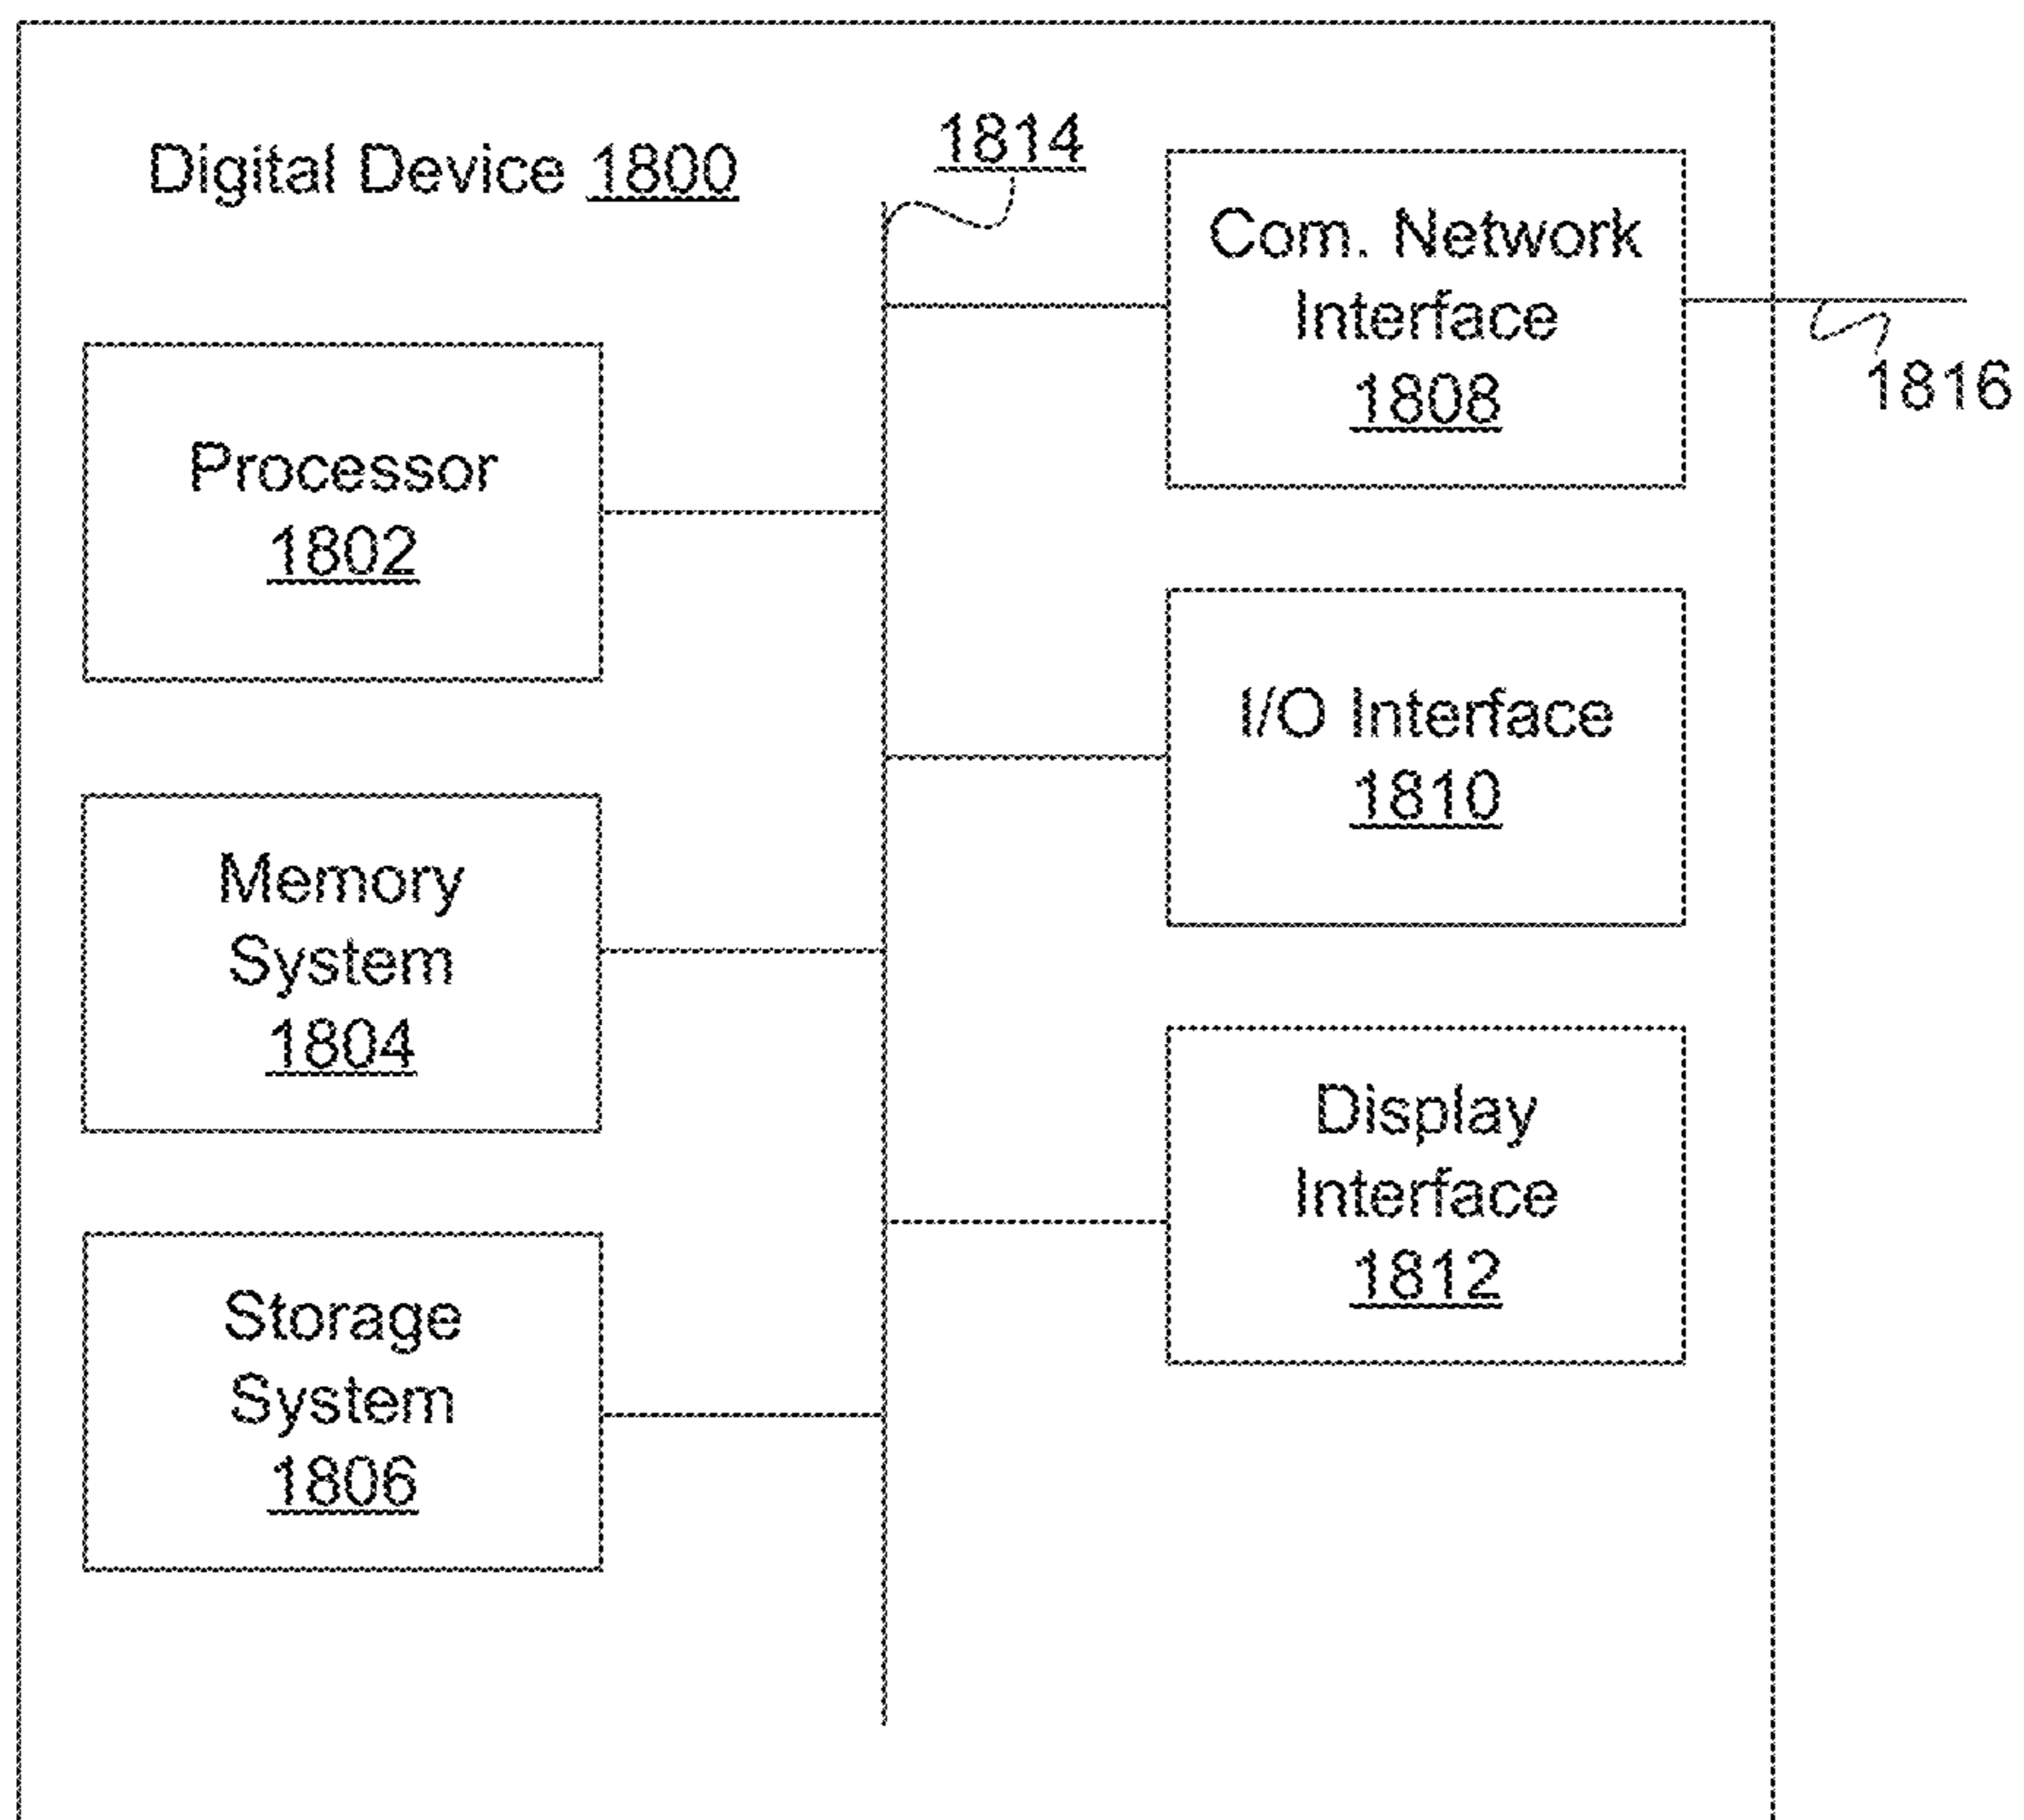 Digital Device 1800
1814
Com. Network
Interface
1808
1816
Processor
1802
I/O Interface
1810
Memory
System
1804
Display
Interface
1812
Storage
System
1806